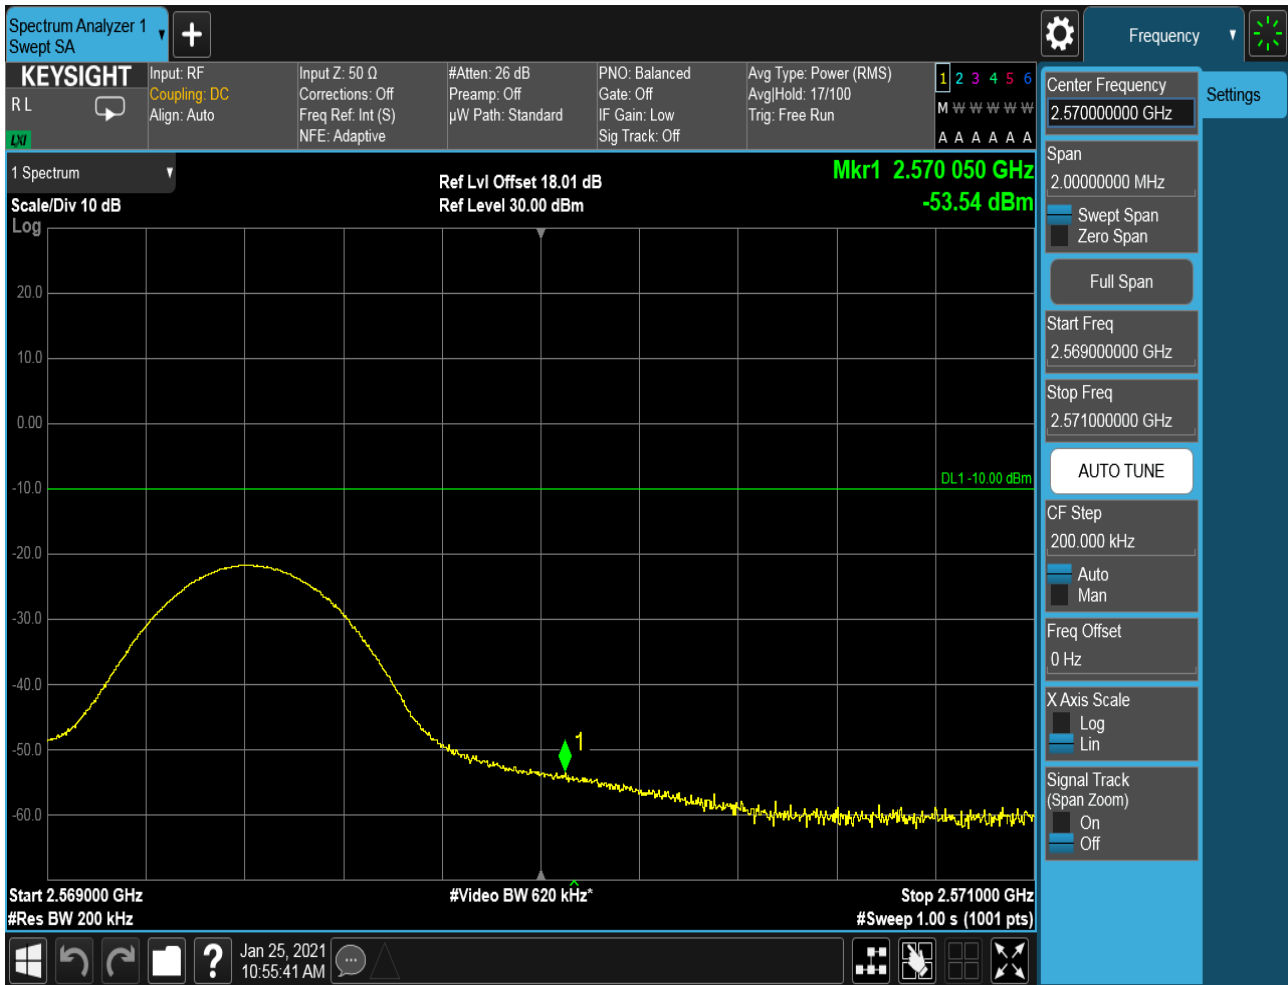 Spectrum Analyzer 1
Swept SA
Frequency
KEYSIGHT
R L
LXI
Input: RF
Coupling: DC
Align: Auto
Input Z: 50 Ω
Corrections: Off
Freq Ref: Int (S)
NFE: Adaptive
#Atten: 26 dB
Preamp: Off
µW Path: Standard
PNO: Balanced
Gate: Off
IF Gain: Low
Sig Track: Off
Avg Type: Power (RMS)
Avg|Hold: 17/100
Trig: Free Run
1 2 3 4 5 6
M W W W W W
A A A A A A
1 Spectrum
Scale/Div 10 dB
Log
Ref Lvl Offset 18.01 dB
Ref Level 30.00 dBm
Mkr1 2.570 050 GHz
-53.54 dBm
20.0
10.0
0.00
-10.0
-20.0
-30.0
-40.0
-50.0
-60.0
DL1 -10.00 dBm
1
Start 2.569000 GHz
#Res BW 200 kHz
#Video BW 620 kHz*
Stop 2.571000 GHz
#Sweep 1.00 s (1001 pts)
Center Frequency
2.570000000 GHz
Settings
Span
2.00000000 MHz
Swept Span
Zero Span
Full Span
Start Freq
2.569000000 GHz
Stop Freq
2.571000000 GHz
AUTO TUNE
CF Step
200.000 kHz
Auto
Man
Freq Offset
0 Hz
X Axis Scale
Log
Lin
Signal Track
(Span Zoom)
On
Off
?
Jan 25, 2021
10:55:41 AM